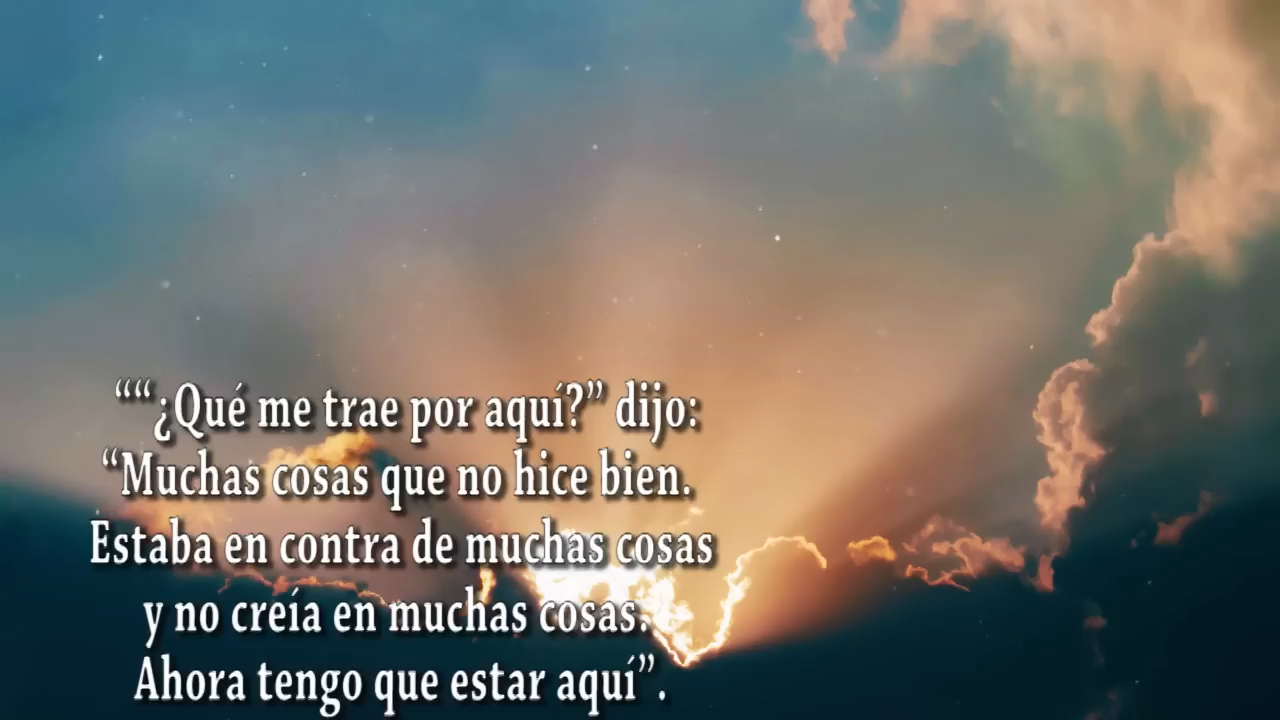 ““¿Qué me trae por aquí?” dijo:
“Muchas cosas que no hice bien.
Estaba en contra de muchas cosas
y no creía en muchas cosas.
Ahora tengo que estar aquí”.